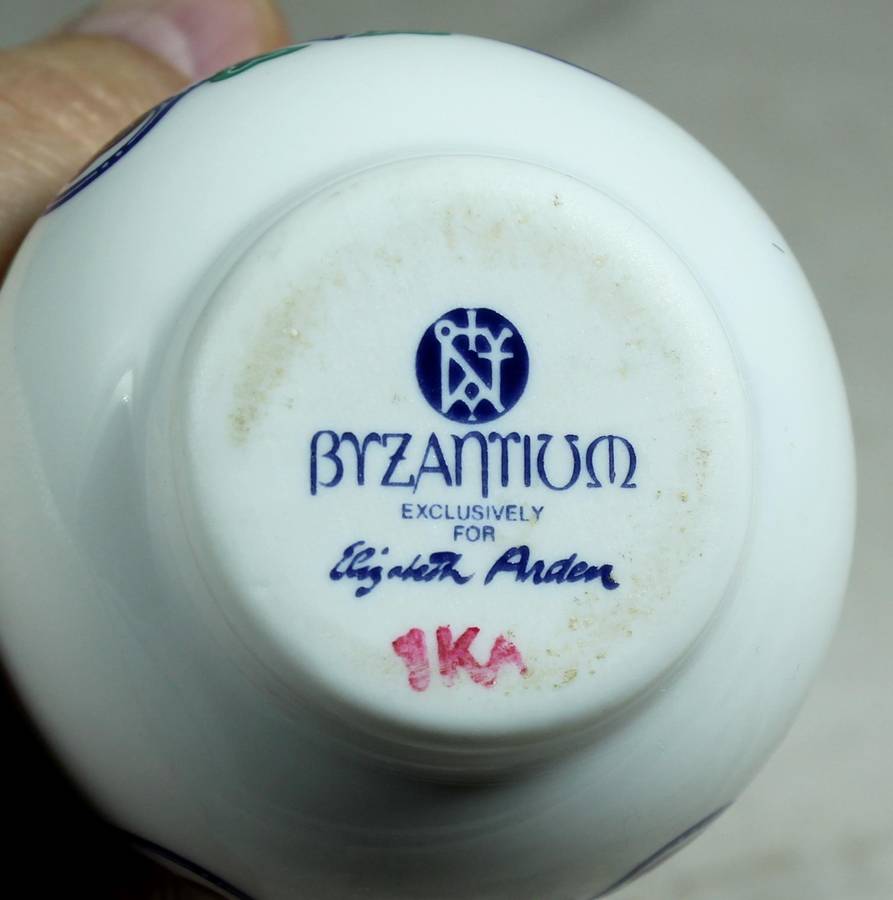 BYZANTIUM
EXCLUSIVELY
FOR
Elizabeth Arden
1KA